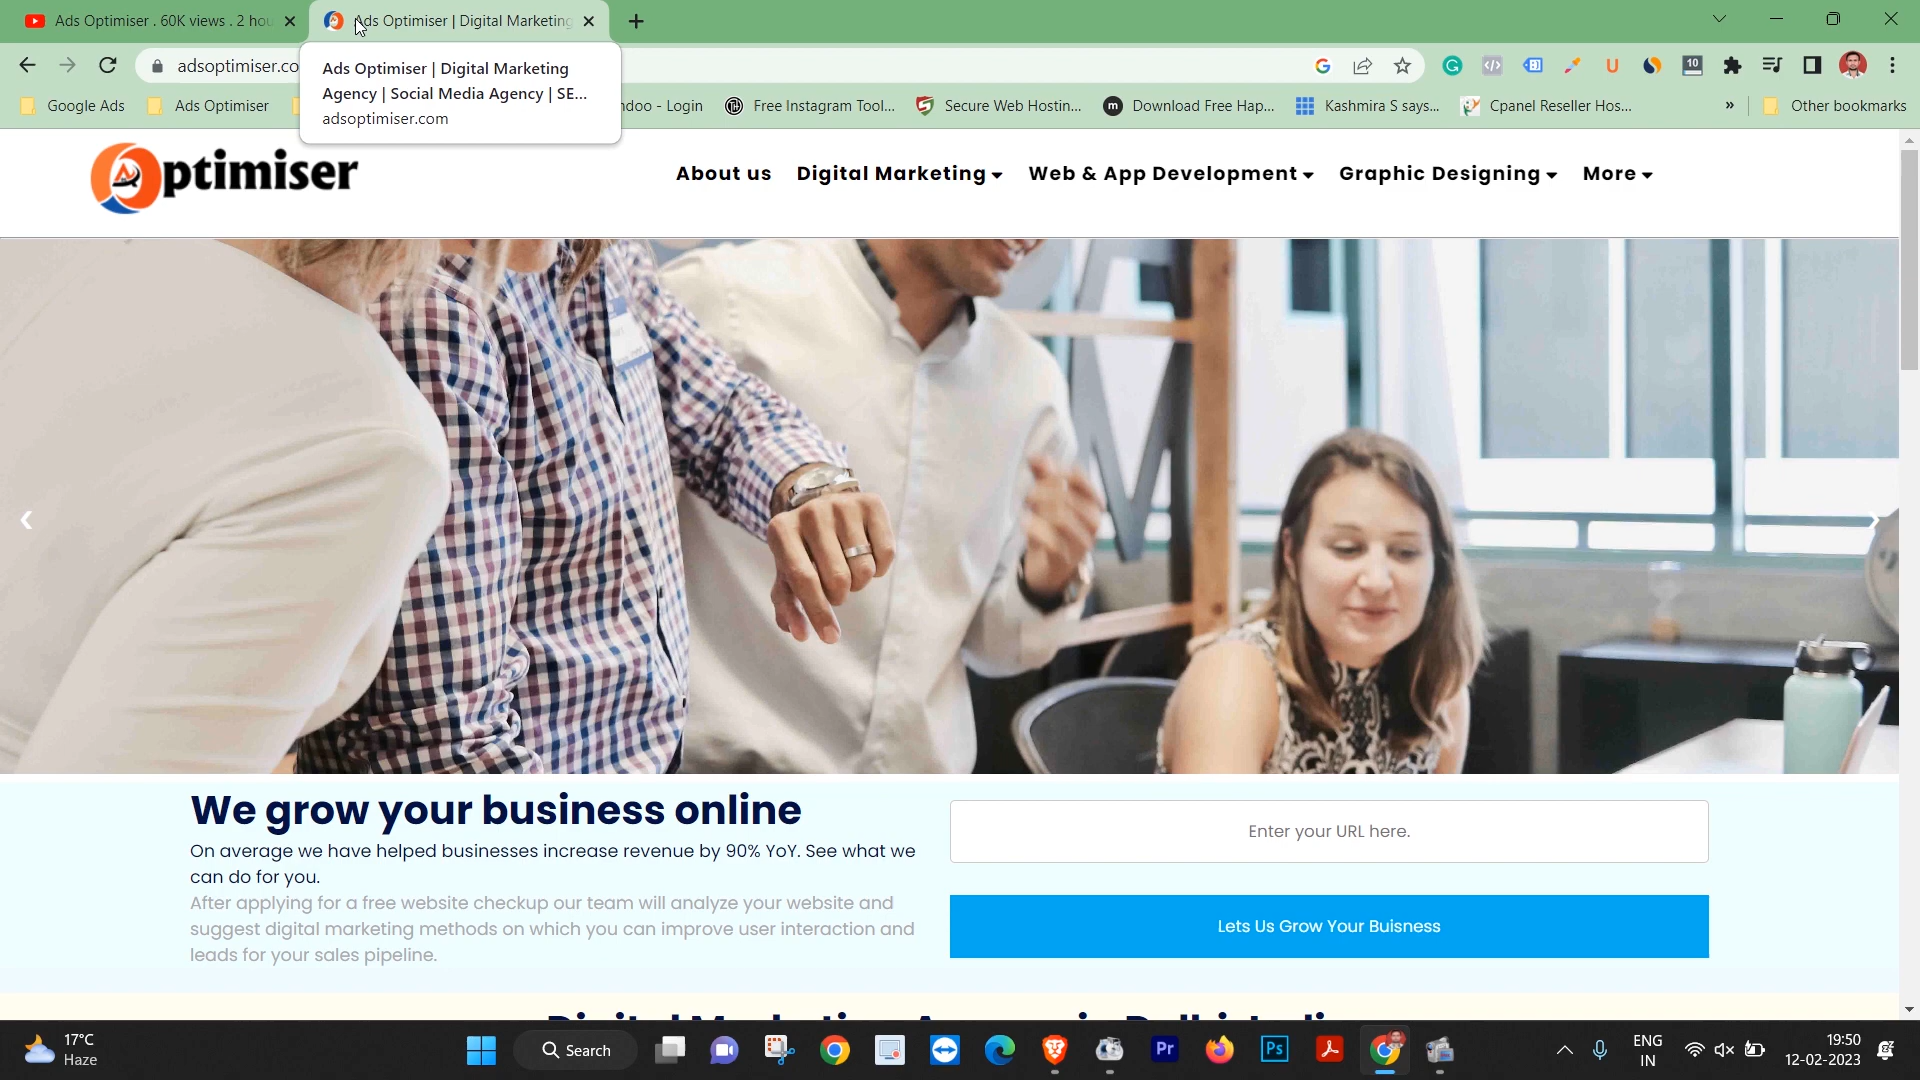 Ads Optimiser . 60K views . 2 hou
Ads Optimiser | Digital Marketing
adsoptimiser.co
Ads Optimiser | Digital Marketing
Agency | Social Media Agency | SE...
adsoptimiser.com
10
Google Ads
Ads Optimiser
ndoo - Login
Free Instagram Tool...
Secure Web Hostin...
Download Free Hap...
Kashmira S says...
Cpanel Reseller Hos...
»
Other bookmarks
ptimiser
About us
Digital Marketing
Web & App Development
Graphic Designing
More
We grow your business online
On average we have helped businesses increase revenue by 90% YoY. See what we
can do for you.
After applying for a free website checkup our team will analyze your website and
suggest digital marketing methods on which you can improve user interaction and
leads for your sales pipeline.
Enter your URL here.
Lets Us Grow Your Buisness
17°C
Haze
Search
Pr
Ps
ENG
IN
19:50
12-02-2023